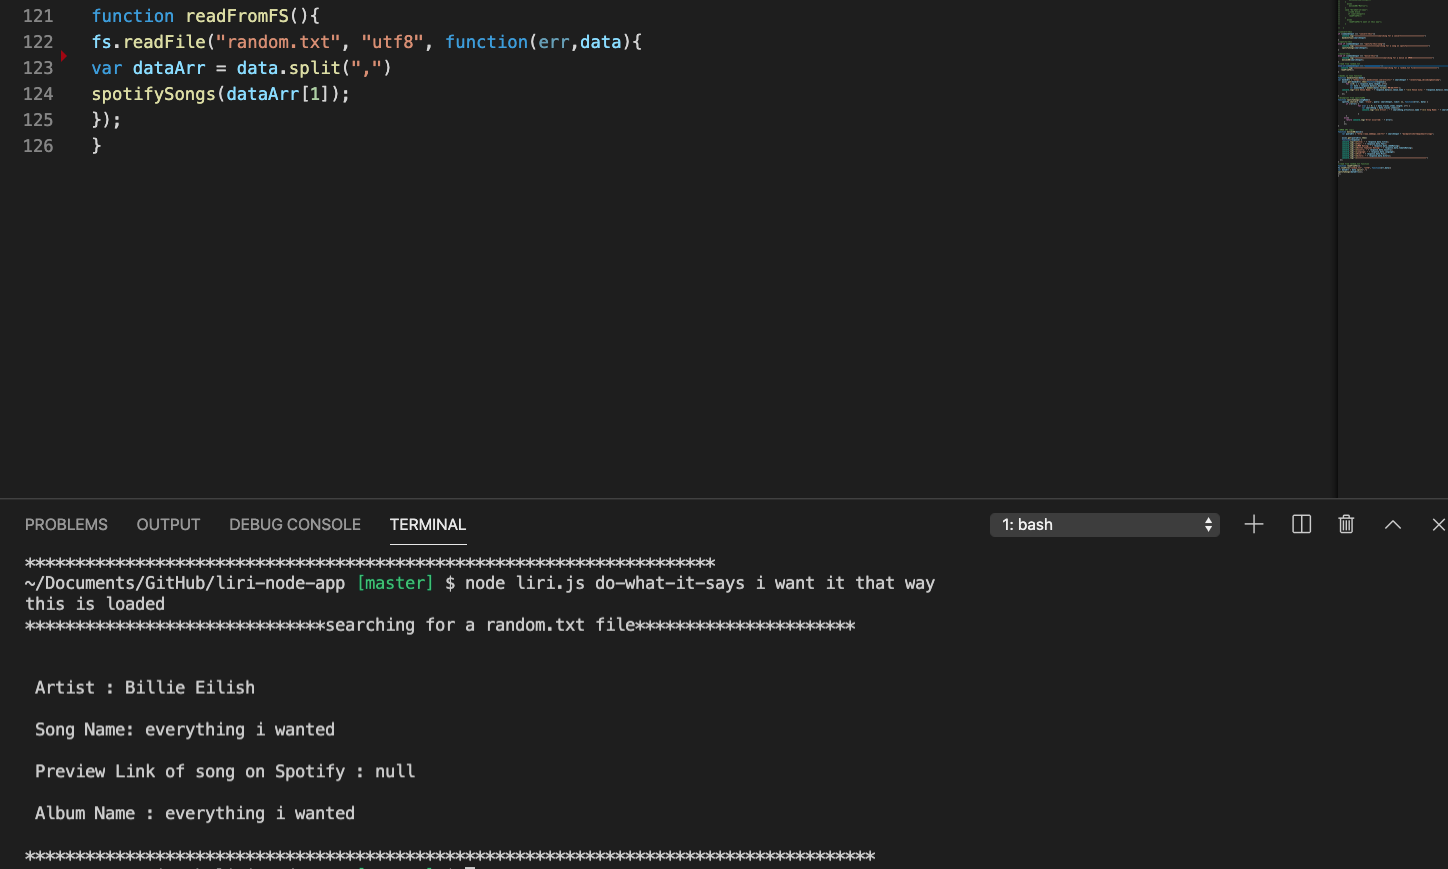 121 function readFromFS(){
122 fs.readFile("random.txt", "utf8", function(err,data){
123 var dataArr = data.split(",")
124 spotifySongs(dataArr[1]);
125 });
126 }
PROBLEMS OUTPUT DEBUG CONSOLE TERMINAL 1: bash
*********************************************************************
~/Documents/GitHub/liri-node-app [master] $ node liri.js do-what-it-says i want it that way
this is loaded
******************************searching for a random.txt file**********************
Artist : Billie Eilish
Song Name: everything i wanted
Preview Link of song on Spotify : null
Album Name : everything i wanted
*************************************************************************************